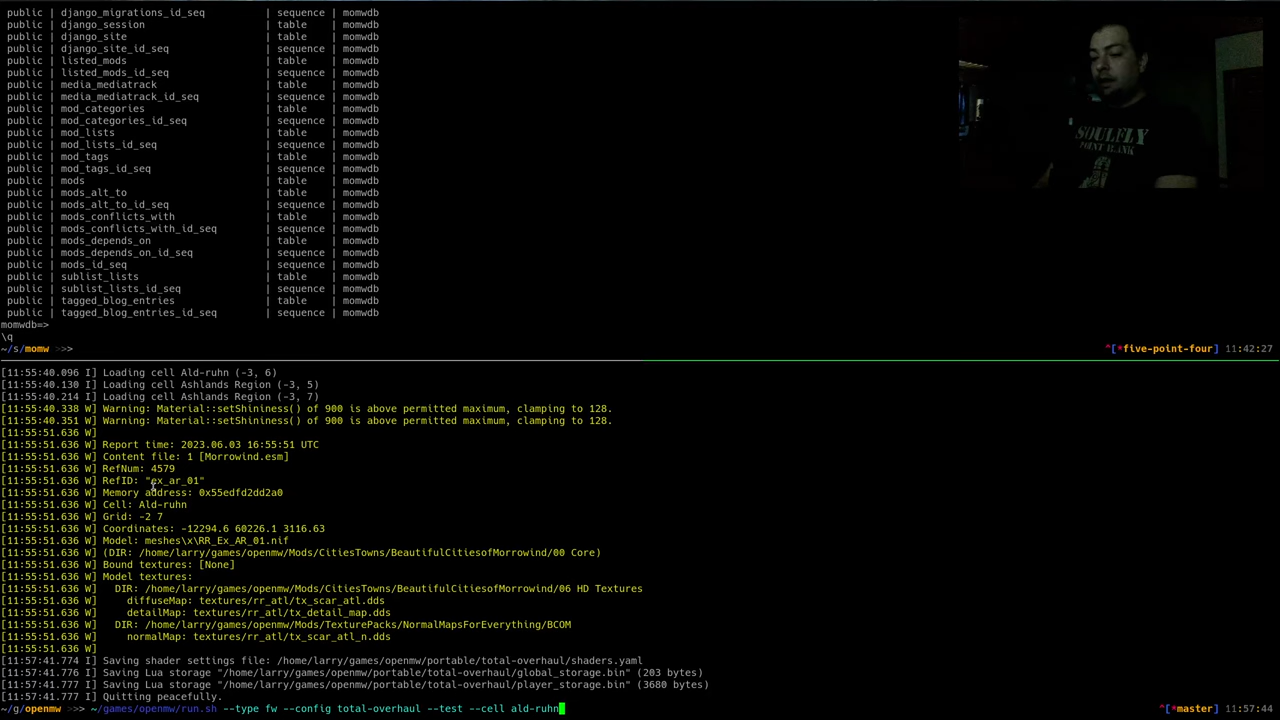 public | django_migrations_id_seq | sequence | momwdb
public | django_session | table | momwdb
public | django_site | table | momwdb
public | django_site_id_seq | sequence | momwdb
public | listed_mods | table | momwdb
public | listed_mods_id_seq | sequence | momwdb
public | media_mediatrack | table | momwdb
public | media_mediatrack_id_seq | sequence | momwdb
public | mod_categories | table | momwdb
public | mod_categories_id_seq | sequence | momwdb
public | mod_lists | table | momwdb
public | mod_lists_id_seq | sequence | momwdb
public | mod_tags | table | momwdb
public | mod_tags_id_seq | sequence | momwdb
public | mods | table | momwdb
public | mods_alt_to | table | momwdb
public | mods_alt_to_id_seq | sequence | momwdb
public | mods_conflicts_with | table | momwdb
public | mods_conflicts_with_id_seq | sequence | momwdb
public | mods_depends_on | table | momwdb
public | mods_depends_on_id_seq | sequence | momwdb
public | mods_id_seq | sequence | momwdb
public | sublist_lists | table | momwdb
public | sublist_lists_id_seq | sequence | momwdb
public | tagged_blog_entries | table | momwdb
public | tagged_blog_entries_id_seq | sequence | momwdb
momwdb=>
\q
~/s/momw >>> ^[*five-point-four] 11:42:27
SOULFLY
POINT BLANK
[11:55:40.096 I] Loading cell Ald-ruhn (-3, 6)
[11:55:40.130 I] Loading cell Ashlands Region (-3, 5)
[11:55:40.214 I] Loading cell Ashlands Region (-3, 7)
[11:55:40.338 W] Warning: Material::setShininess() of 900 is above permitted maximum, clamping to 128.
[11:55:40.351 W] Warning: Material::setShininess() of 900 is above permitted maximum, clamping to 128.
[11:55:51.636 W]
[11:55:51.636 W] Report time: 2023.06.03 16:55:51 UTC
[11:55:51.636 W] Content file: 1 [Morrowind.esm]
[11:55:51.636 W] RefNum: 4579
[11:55:51.636 W] RefID: "ex_ar_01"
[11:55:51.636 W] Memory address: 0x55edfd2dd2a0
[11:55:51.636 W] Cell: Ald-ruhn
[11:55:51.636 W] Grid: -2 7
[11:55:51.636 W] Coordinates: -12294.6 60226.1 3116.63
[11:55:51.636 W] Model: meshes\x\RR_Ex_AR_01.nif
[11:55:51.636 W] (DIR: /home/larry/games/openmw/Mods/CitiesTowns/BeautifulCitiesofMorrowind/00 Core)
[11:55:51.636 W] Bound textures: [None]
[11:55:51.636 W] Model textures:
[11:55:51.636 W]   DIR: /home/larry/games/openmw/Mods/CitiesTowns/BeautifulCitiesofMorrowind/06 HD Textures
[11:55:51.636 W]     diffuseMap: textures/rr_atl/tx_scar_atl.dds
[11:55:51.636 W]     detailMap: textures/rr_atl/tx_detail_map.dds
[11:55:51.636 W]   DIR: /home/larry/games/openmw/Mods/TexturePacks/NormalMapsForEverything/BCOM
[11:55:51.636 W]     normalMap: textures/rr_atl/tx_scar_atl_n.dds
[11:55:51.636 W]
[11:57:41.774 I] Saving shader settings file: /home/larry/games/openmw/portable/total-overhaul/shaders.yaml
[11:57:41.776 I] Saving Lua storage "/home/larry/games/openmw/portable/total-overhaul/global_storage.bin" (203 bytes)
[11:57:41.777 I] Saving Lua storage "/home/larry/games/openmw/portable/total-overhaul/player_storage.bin" (3680 bytes)
[11:57:41.777 I] Quitting peacefully.
~/g/openmw >>> ~/games/openmw/run.sh --type fw --config total-overhaul --test --cell ald-ruhn ^[*master] 11:57:44